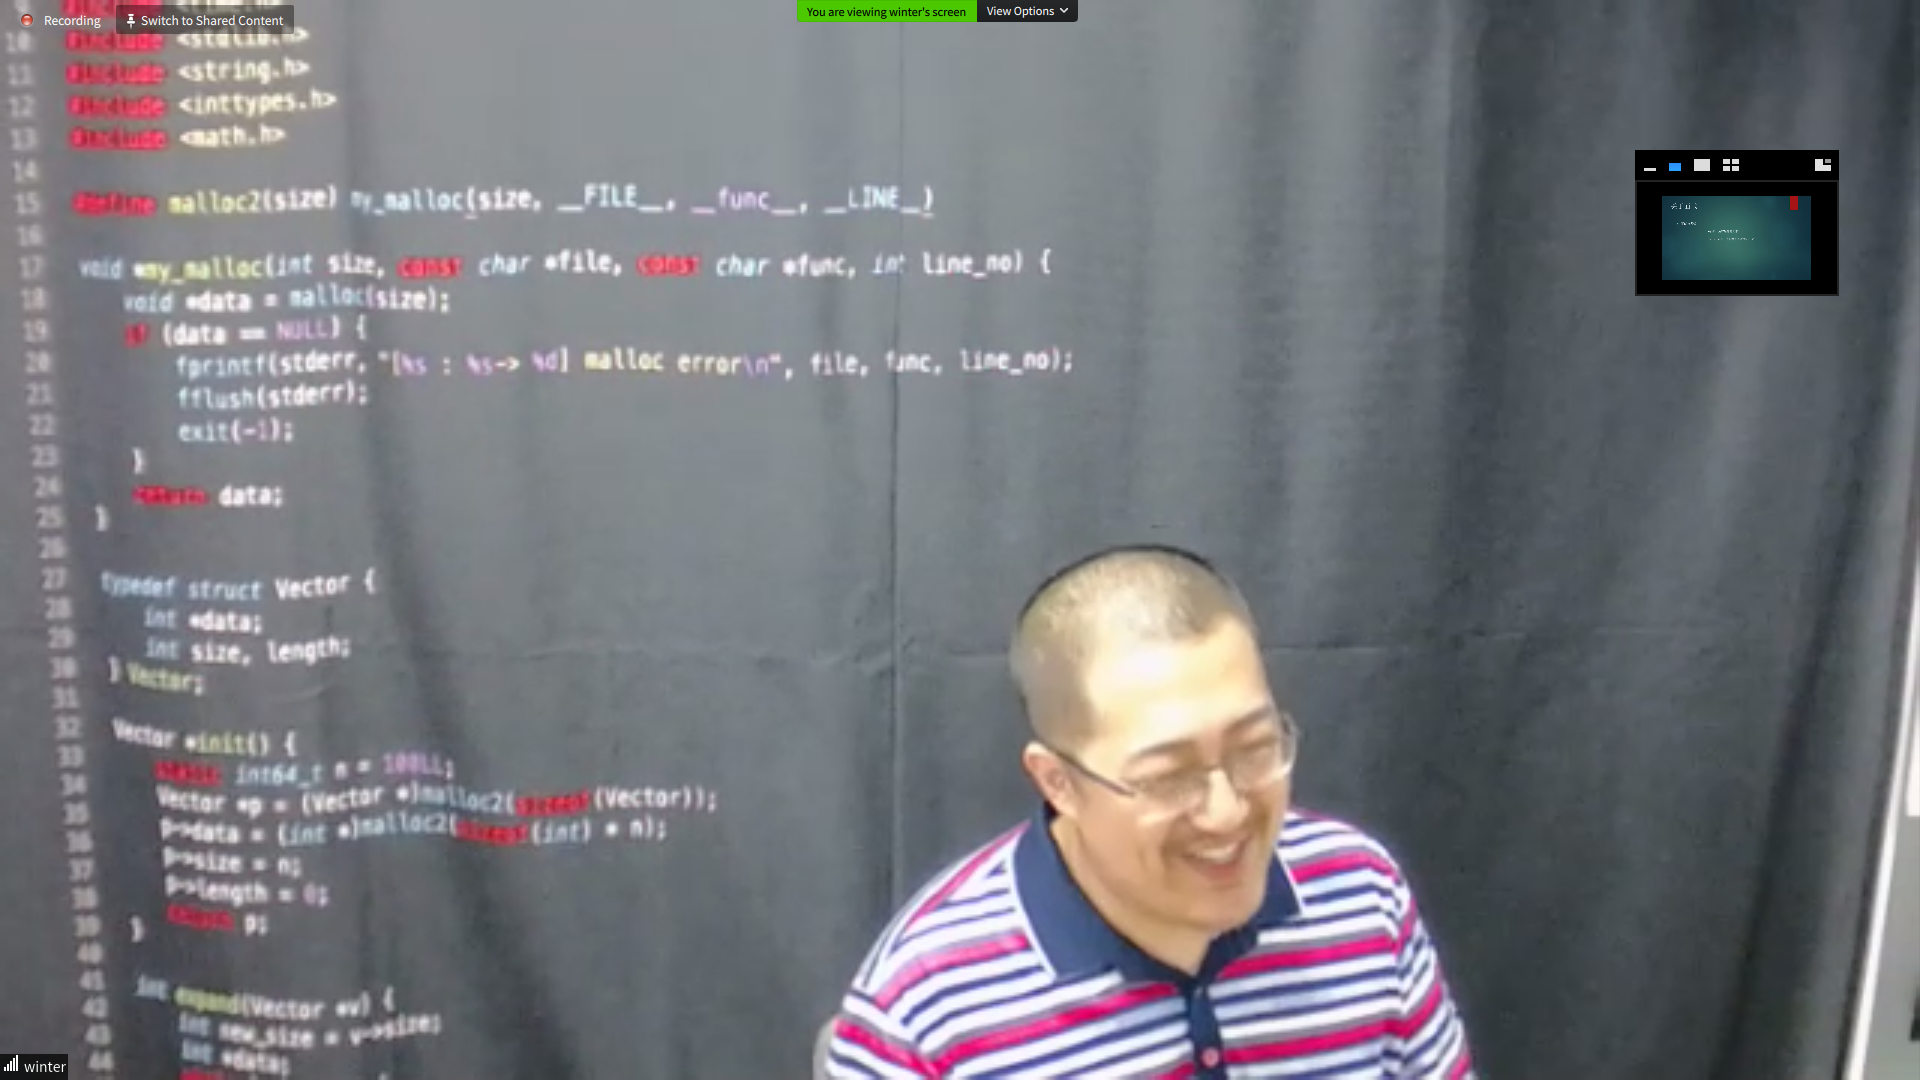 Recording
Switch to Shared Content
You are viewing winter's screen
View Options
10 #include <stdlib.h>
11 #include <string.h>
12 #include <inttypes.h>
13 #include <math.h>
14
15 #define malloc2(size) my_malloc(size, __FILE__, __func__, __LINE__)
16
17 void *my_malloc(int size, const char *file, const char *func, int line_no) {
18 void *data = malloc(size);
19 if (data == NULL) {
20 fprintf(stderr, "[%s : %s-> %d] malloc error\n", file, func, line_no);
21 fflush(stderr);
22 exit(-1);
23 }
24 return data;
25 }
26
27 typedef struct Vector {
28 int *data;
29 int size, length;
30 } Vector;
31
32 Vector *init() {
33 static int64_t n = 100LL;
34 Vector *p = (Vector *)malloc2(sizeof(Vector));
35 p->data = (int *)malloc2(sizeof(int) * n);
36 p->size = n;
37 p->length = 0;
38 return p;
39 }
40
41 int expand(Vector *v) {
42 int new_size = v->size;
43 int *data;
44
winter